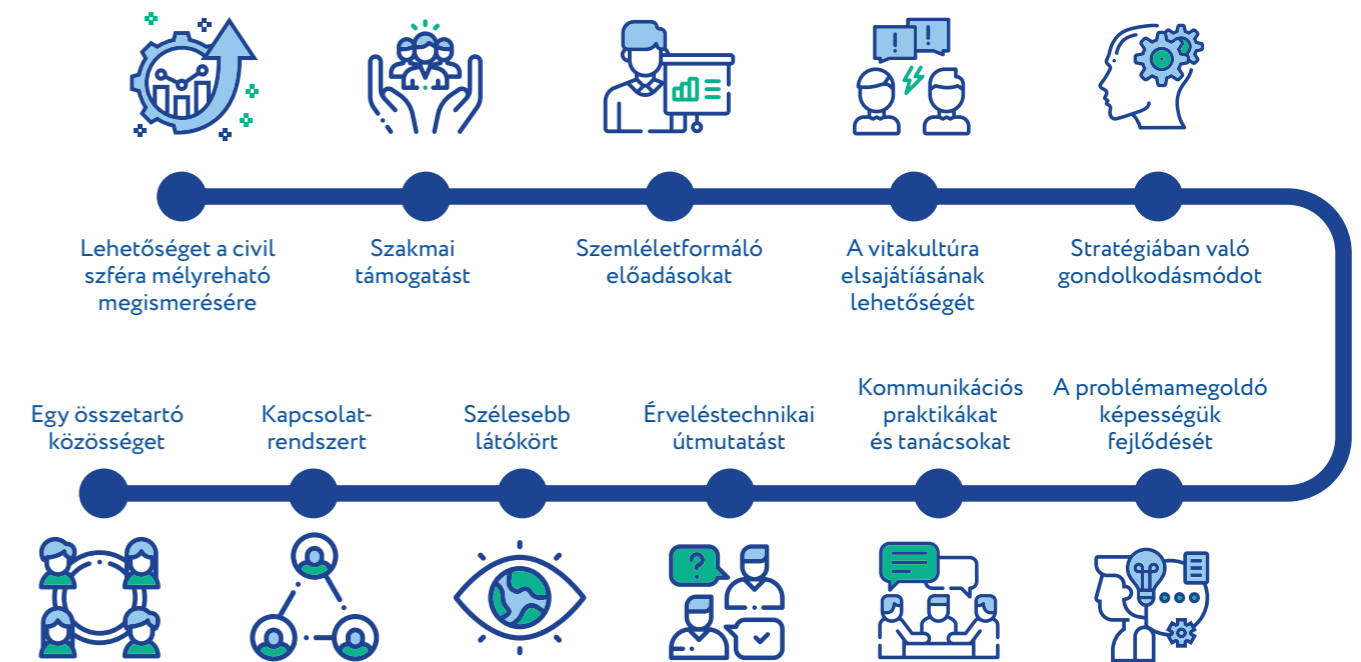 Lehetőséget a civil
szféra mélyreható
megismerésére
Szakmai
támogatást
Szemléletformáló
előadásokat
A vitakultúra
elsajátíásának
lehetőségét
Stratégiában való
gondolkodásmódot
Egy összetartó
közösséget
Kapcsolat-
rendszert
Szélesebb
látókört
Érveléstechnikai
útmutatást
Kommunikációs
praktikákat
és tanácsokat
A problémamegoldó
képességük
fejlődését